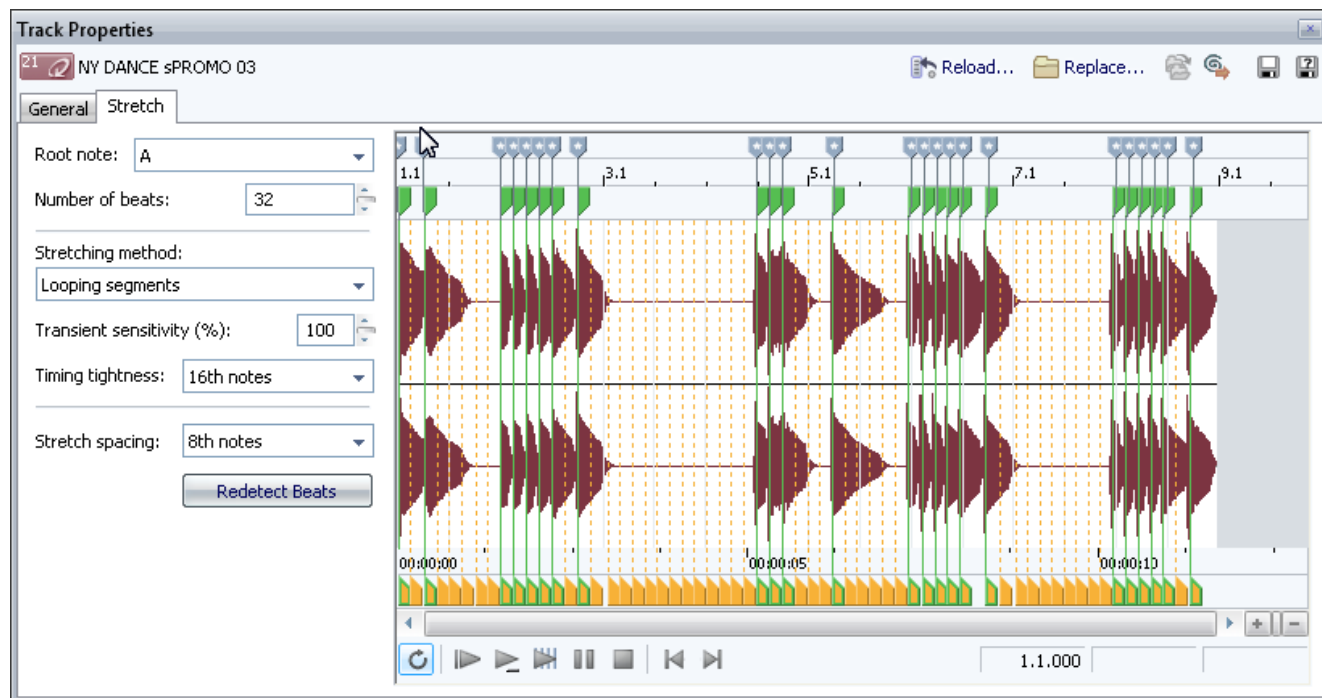 Track Properties
21 NY DANCE sPROMO 03 Reload... Replace...
General Stretch
Root note: A
Number of beats: 32
Stretching method:
Looping segments
Transient sensitivity (%): 100
Timing tightness: 16th notes
Stretch spacing: 8th notes
Redetect Beats
1.1 3.1 5.1 7.1 9.1
00:00:00 00:00:05 00:00:10
1.1.000